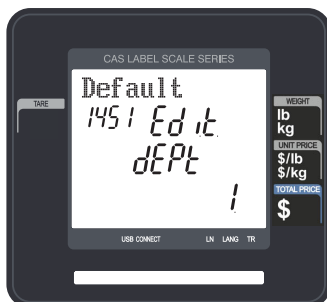 CAS LABEL SCALE SERIES
Default
1451 Edit
dEPt
1
TARE
WEIGHT
lb
kg
UNIT PRICE
$/lb
$/kg
TOTAL PRICE
$
USB CONNECT LN LANG TR